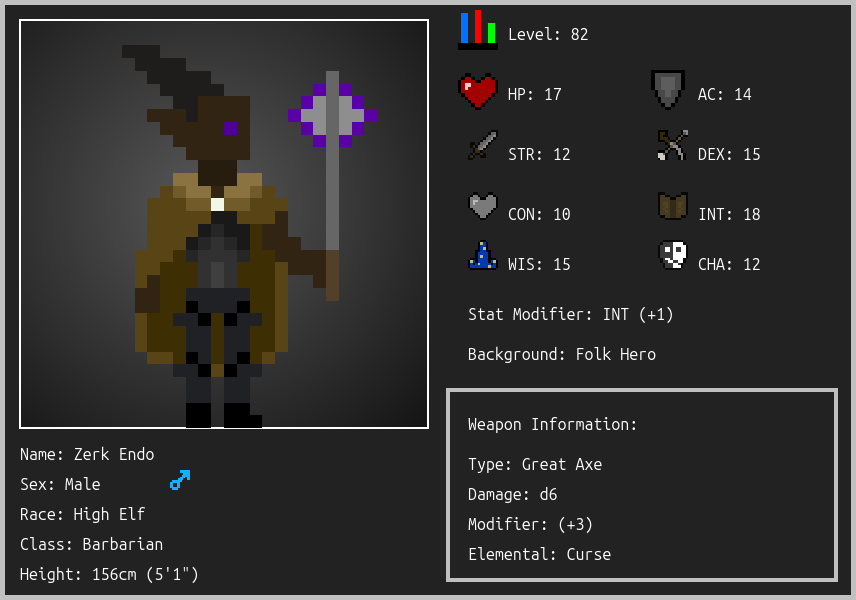 Level: 82
HP: 17
AC: 14
STR: 12
DEX: 15
CON: 10
INT: 18
WIS: 15
CHA: 12
Stat Modifier: INT (+1)
Background: Folk Hero
Weapon Information:
Type: Great Axe
Damage: d6
Modifier: (+3)
Elemental: Curse
Name: Zerk Endo
Sex: Male
Race: High Elf
Class: Barbarian
Height: 156cm (5'1")